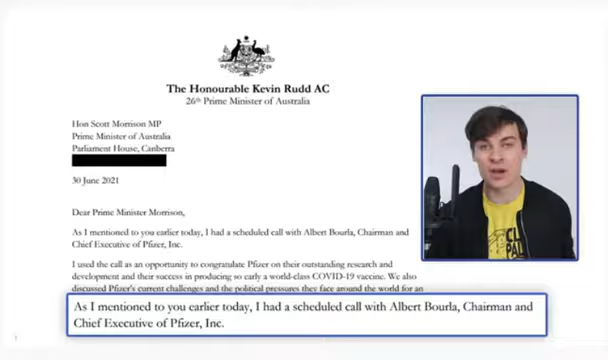 The Honourable Kevin Rudd AC
26th Prime Minister of Australia
Hon Scott Morrison MP
Prime Minister of Australia
Parliament House, Canberra
30 June 2021
Dear Prime Minister Morrison,
As I mentioned to you earlier today, I had a scheduled call with Albert Bourla, Chairman and
Chief Executive of Pfizer, Inc.
I used the call as an opportunity to congratulate Pfizer on their outstanding research and
development and their success in producing so early a world-class COVID-19 vaccine. We also
discussed Pfizer's current challenges and the political pressures they face around the world for an
As I mentioned to you earlier today, I had a scheduled call with Albert Bourla, Chairman and
Chief Executive of Pfizer, Inc.